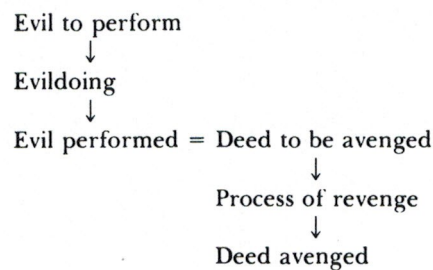 Evil to perform
↓
Evildoing
↓
Evil performed = Deed to be avenged
↓
Process of revenge
↓
Deed avenged